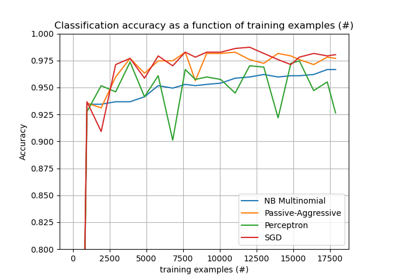 Classification accuracy as a function of training examples (#)
1.000
0.975
0.950
0.925
0.900
0.875
0.850
0.825
0.800
Accuracy
NB Multinomial
Passive-Aggressive
Perceptron
SGD
0 2500 5000 7500 10000 12500 15000 17500
training examples (#)